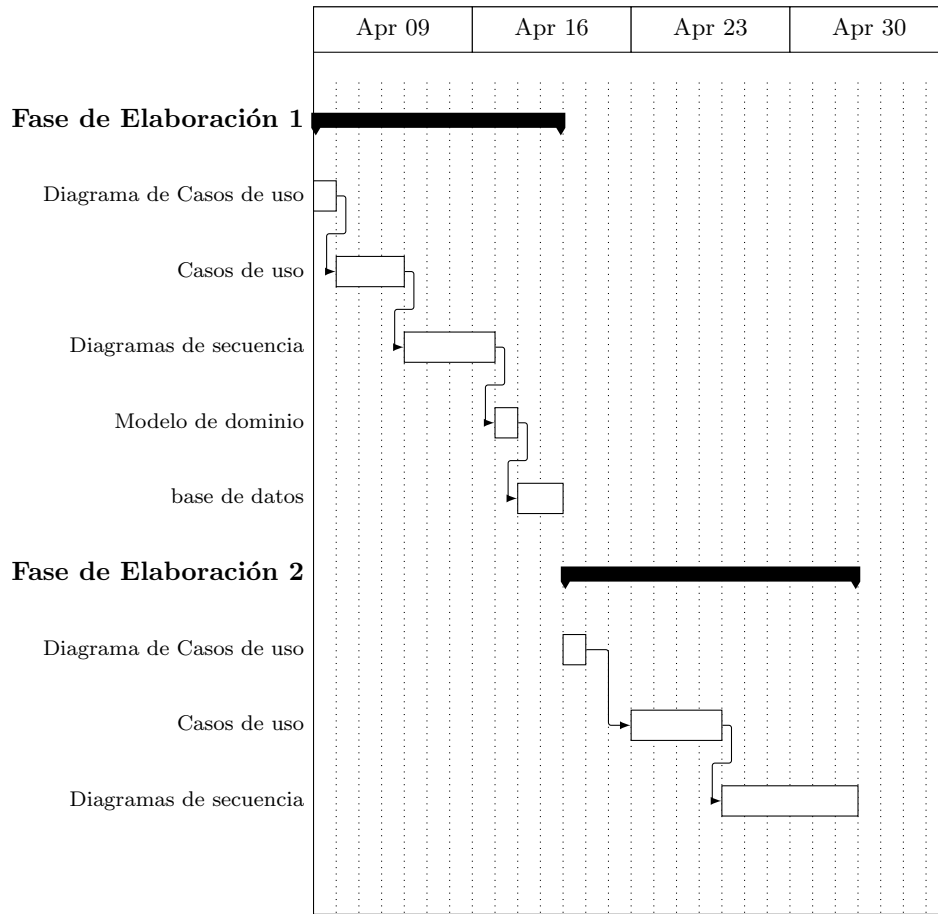 Apr 09 Apr 16 Apr 23 Apr 30
Fase de Elaboración 1
Diagrama de Casos de uso
Casos de uso
Diagramas de secuencia
Modelo de dominio
base de datos
Fase de Elaboración 2
Diagrama de Casos de uso
Casos de uso
Diagramas de secuencia